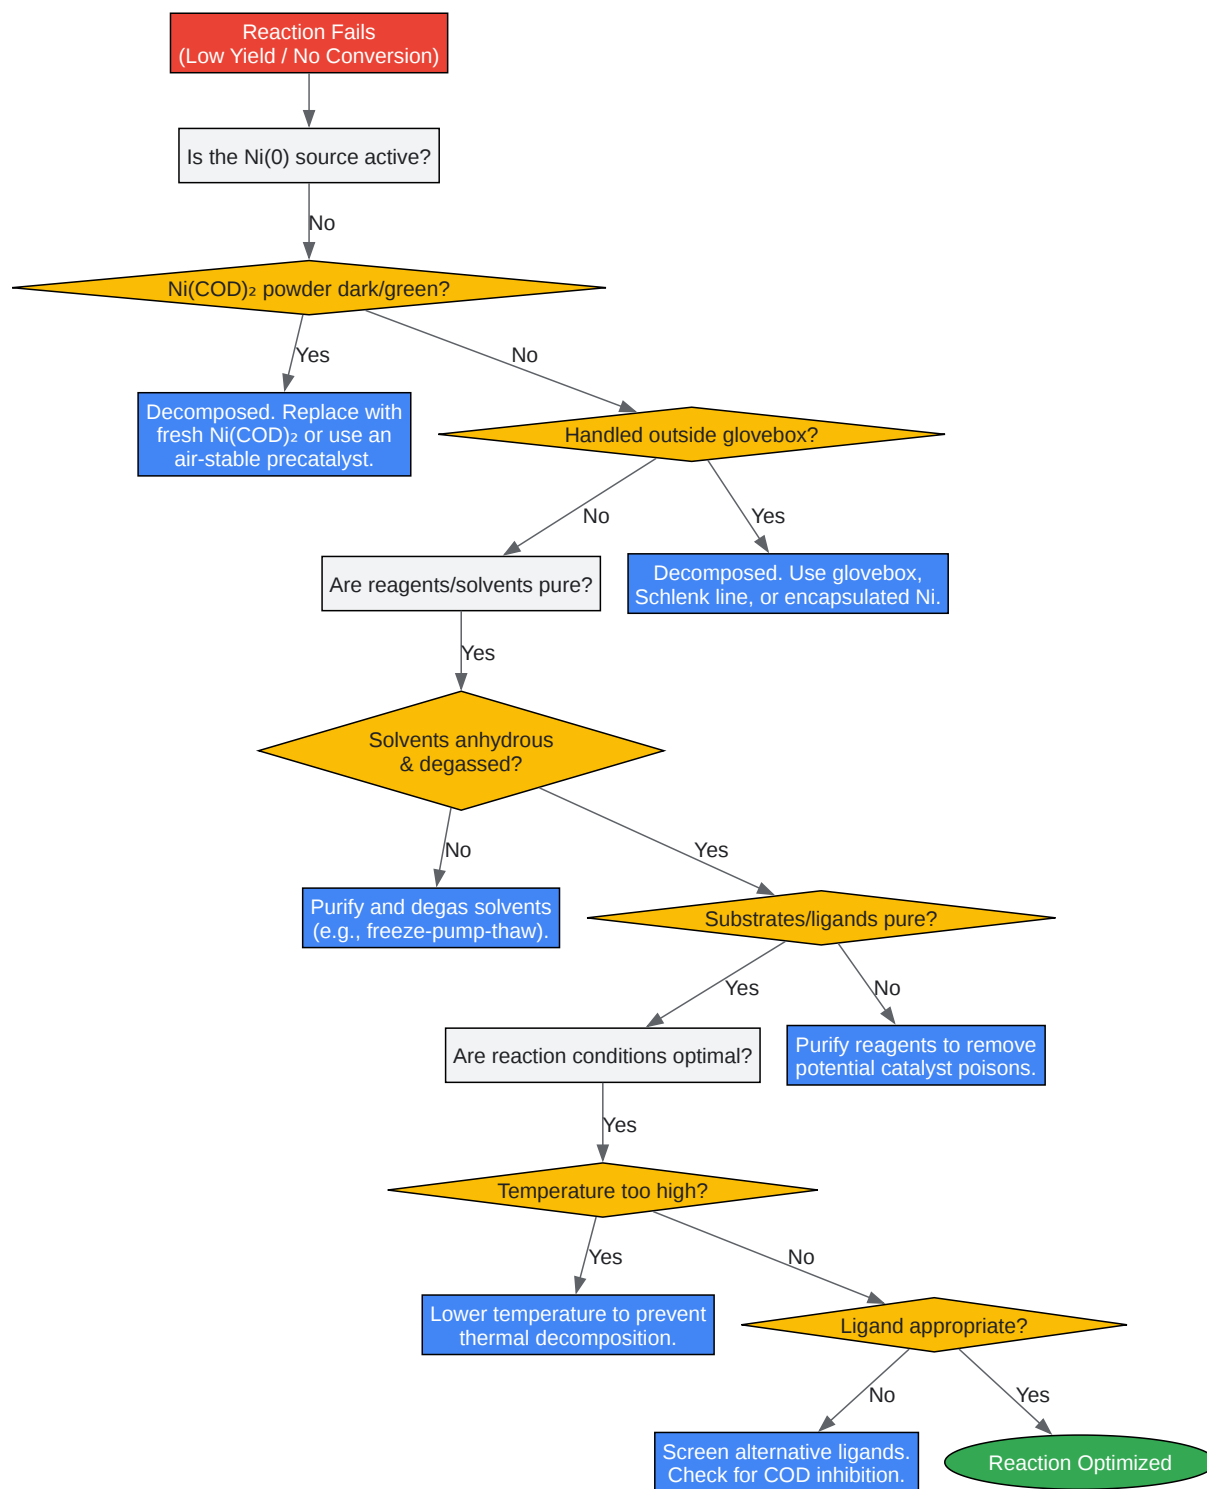 Reaction Fails
(Low Yield / No Conversion)
Is the Ni(0) source active?
No
Ni(COD)₂ powder dark/green?
Yes
No
Decomposed. Replace with
fresh Ni(COD)₂ or use an
air-stable precatalyst.
Handled outside glovebox?
No
Yes
Are reagents/solvents pure?
Decomposed. Use glovebox,
Schlenk line, or encapsulated Ni.
Yes
Solvents anhydrous
& degassed?
No
Yes
Purify and degas solvents
(e.g., freeze-pump-thaw).
Substrates/ligands pure?
Yes
No
Are reaction conditions optimal?
Purify reagents to remove
potential catalyst poisons.
Yes
Temperature too high?
Yes
No
Lower temperature to prevent
thermal decomposition.
Ligand appropriate?
No
Yes
Screen alternative ligands.
Check for COD inhibition.
Reaction Optimized